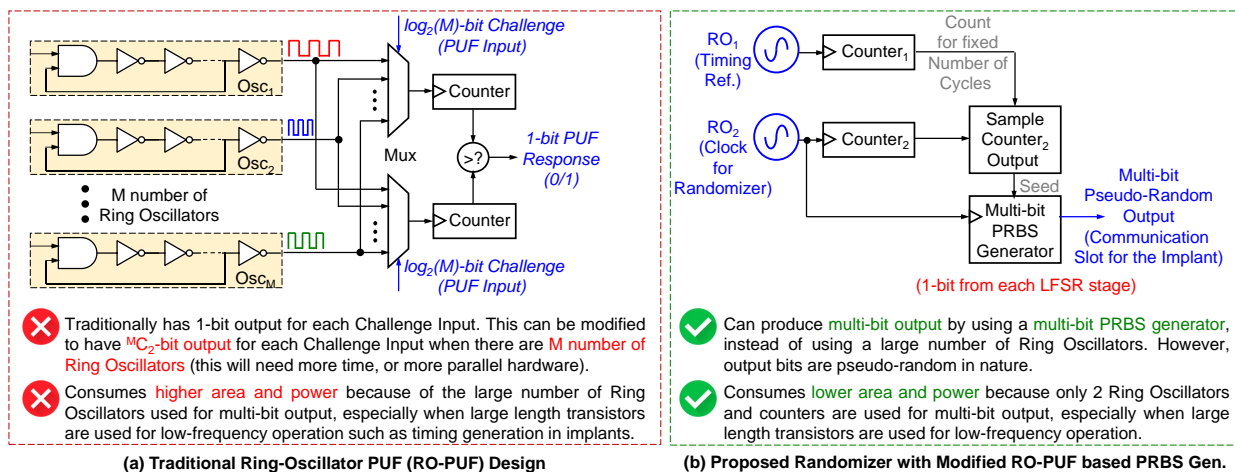 log2(M)-bit Challenge
(PUF Input)
Osc1
Counter
Osc2
Mux
>?
1-bit PUF
Response
(0/1)
M number of
Ring Oscillators
Counter
OscM
log2(M)-bit Challenge
(PUF Input)
Traditionally has 1-bit output for each Challenge Input. This can be modified
to have MC2-bit output for each Challenge Input when there are M number of
Ring Oscillators (this will need more time, or more parallel hardware).
Consumes higher area and power because of the large number of Ring
Oscillators used for multi-bit output, especially when large length transistors
are used for low-frequency operation such as timing generation in implants.
(a) Traditional Ring-Oscillator PUF (RO-PUF) Design
RO1
(Timing
Ref.)
Counter1
Count
for fixed
Number of
Cycles
RO2
(Clock
for
Randomizer)
Counter2
Sample
Counter2
Output
Seed
Multi-bit
PRBS
Generator
Multi-bit
Pseudo-Random
Output
(Communication
Slot for the Implant)
(1-bit from each LFSR stage)
Can produce multi-bit output by using a multi-bit PRBS generator,
instead of using a large number of Ring Oscillators. However,
output bits are pseudo-random in nature.
Consumes lower area and power because only 2 Ring Oscillators
and counters are used for multi-bit output, especially when large
length transistors are used for low-frequency operation.
(b) Proposed Randomizer with Modified RO-PUF based PRBS Gen.